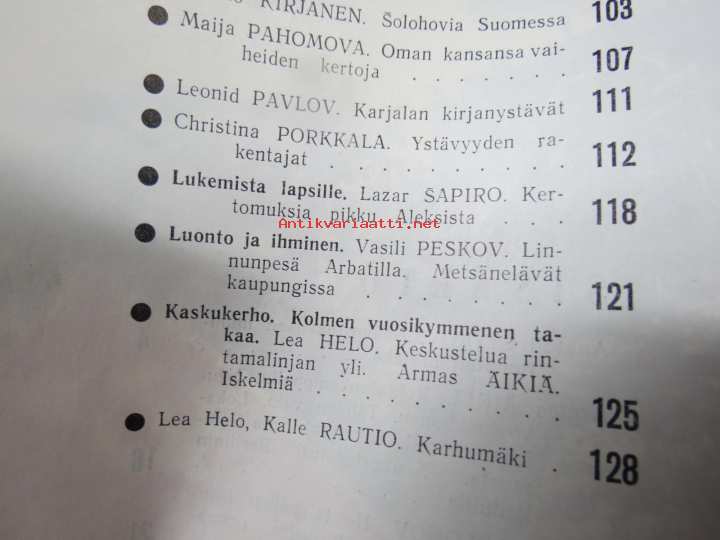 KIRJANEN. Šolohovia Suomessa 103
Maija PAHOMOVA. Oman kansansa vai-
heiden kertoja . . . . . . . 107
Leonid PAVLOV. Karjalan kirjanystävät 111
Christina PORKKALA. Ystävyyden ra-
kentajat . . . . . . . . . . 112
Lukemista lapsille. Lazar ŠAPIRO. Ker-
tomuksia pikku Aleksista . . . 118
Antikvariaatti.net
Luonto ja ihminen. Vasili PESKOV. Lin-
nunpesä Arbatilla. Metsänelävät
kaupungissa . . . . . . . . 121
Kaskukerho. Kolmen vuosikymmenen ta-
kaa. Lea HELO. Keskustelua rin-
tamalinjan yli. Armas ÄIKIÄ.
Iskelmiä . . . . . . . . . 125
Lea Helo, Kalle RAUTIO. Karhumäki . 128